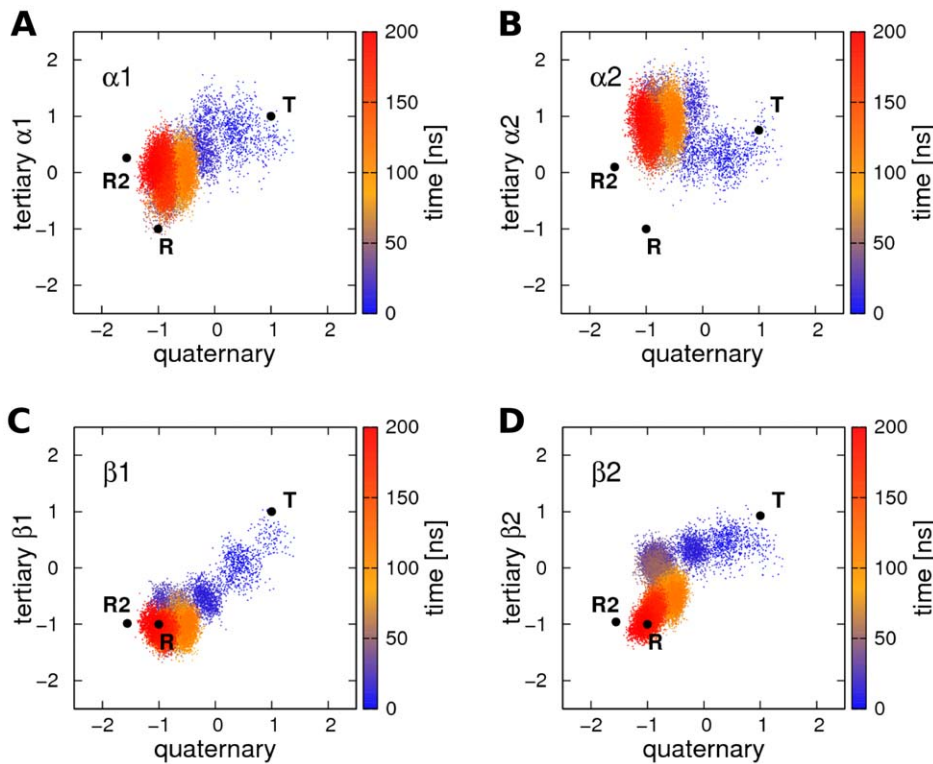 A
B
α1
α2
T
T
R2
R2
R
R
tertiary α1
tertiary α2
2
1
0
−1
−2
2
1
0
−1
−2
−2 −1 0 1 2
−2 −1 0 1 2
quaternary
quaternary
200
150
100
50
0
time [ns]
200
150
100
50
0
time [ns]
C
D
β1
β2
T
T
R2
R2
R
R
tertiary β1
tertiary β2
2
1
0
−1
−2
2
1
0
−1
−2
−2 −1 0 1 2
−2 −1 0 1 2
quaternary
quaternary
200
150
100
50
0
time [ns]
200
150
100
50
0
time [ns]